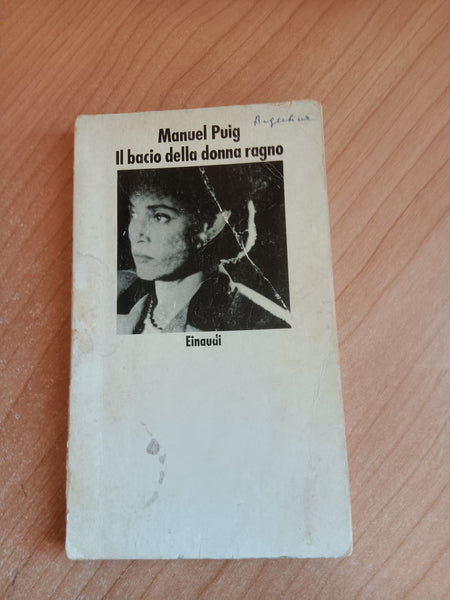 Manuel Puig
Il bacio della donna ragno
Einaudi